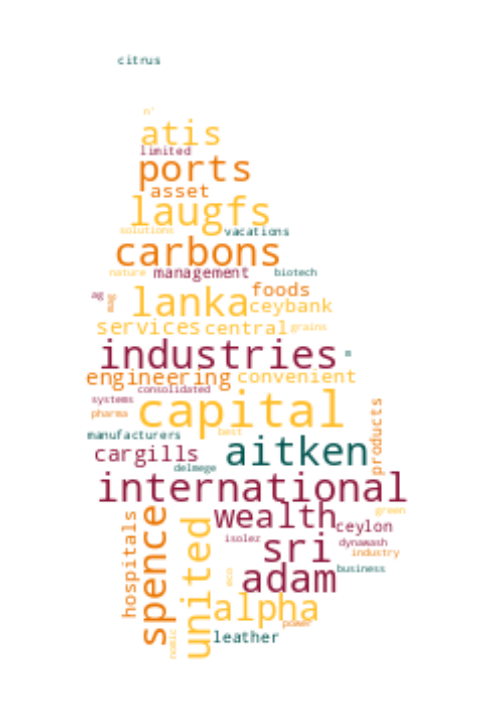 citrus
n'
atis
limited
ports
asset
laugfs
solutions vacations
carbons
nature management biotech
foods
ag
lanka ceybank
services central grains
industries
engineering convenient
consolidated
systems
capital
pharma
products
manufacturers best
aitken
cargills
delmege
international
hospitals
spence
united
wealth
green
ceylon
isolez sri dynawash
industry
eco
adam business
alpha
power
leather
nomic